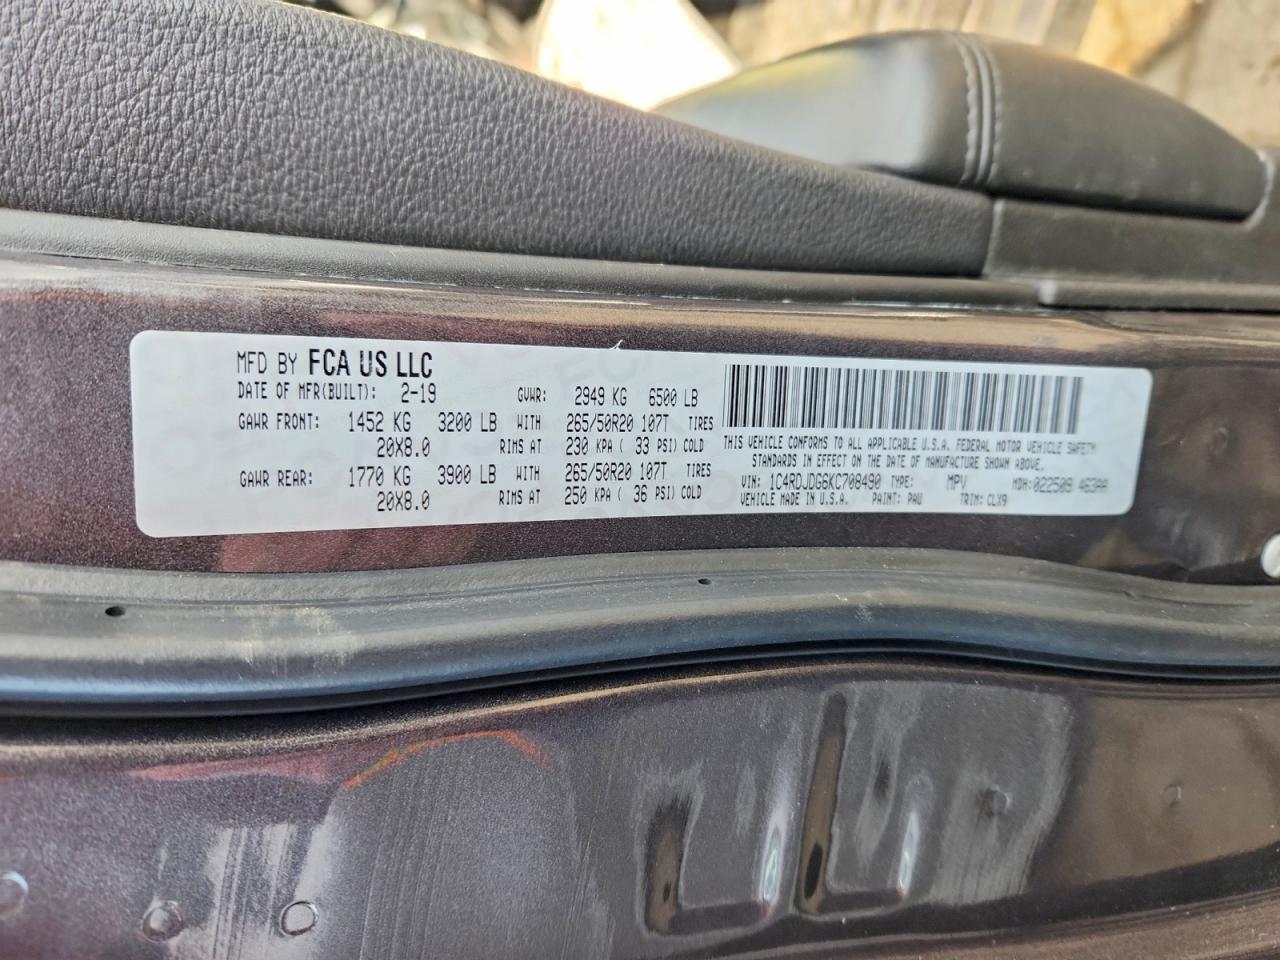 MFD BY FCA US LLC
DATE OF MFR(BUILT): 2-19 GVWR: 2949 KG 6500 LB
GAWR FRONT: 1452 KG 3200 LB WITH 265/50R20 107T TIRES
20X8.0 RIMS AT 230 KPA ( 33 PSI) COLD
GAWR REAR: 1770 KG 3900 LB WITH 265/50R20 107T TIRES
20X8.0 RIMS AT 250 KPA ( 36 PSI) COLD
THIS VEHICLE CONFORMS TO ALL APPLICABLE U.S.A. FEDERAL MOTOR VEHICLE SAFETY
STANDARDS IN EFFECT ON THE DATE OF MANUFACTURE SHOWN ABOVE.
VIN: 1C4RDJDG6KC708490 TYPE: MPV MDH: 022509 463AA
VEHICLE MADE IN U.S.A. PAINT: PAU TRIM: CLX9